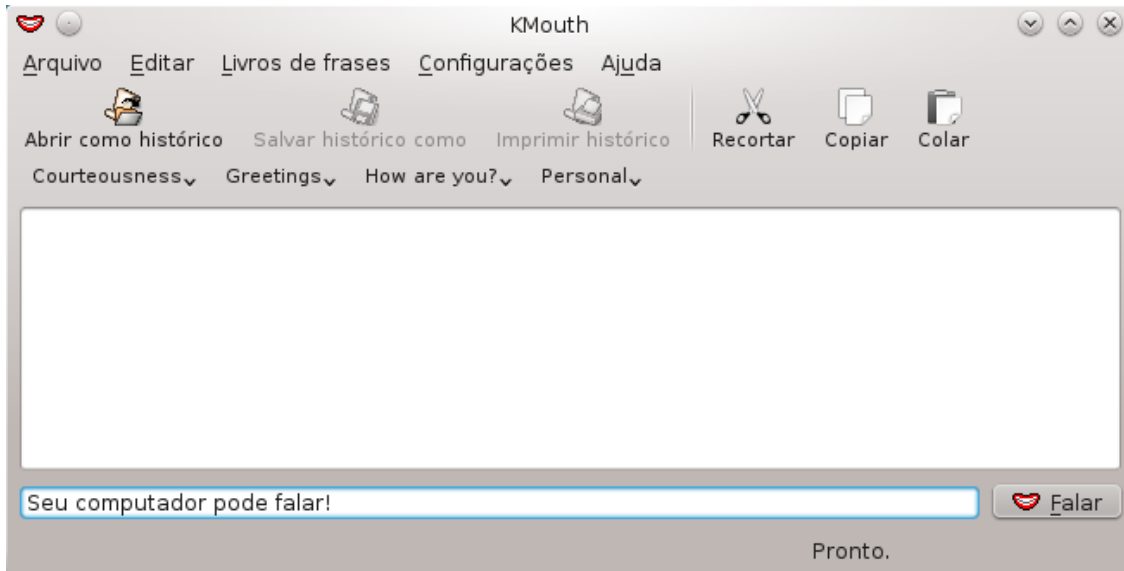 KMouth
Arquivo Editar Livros de frases Configurações Ajuda
Abrir como histórico Salvar histórico como Imprimir histórico Recortar Copiar Colar
Courteousness Greetings How are you? Personal
Seu computador pode falar! Falar
Pronto.